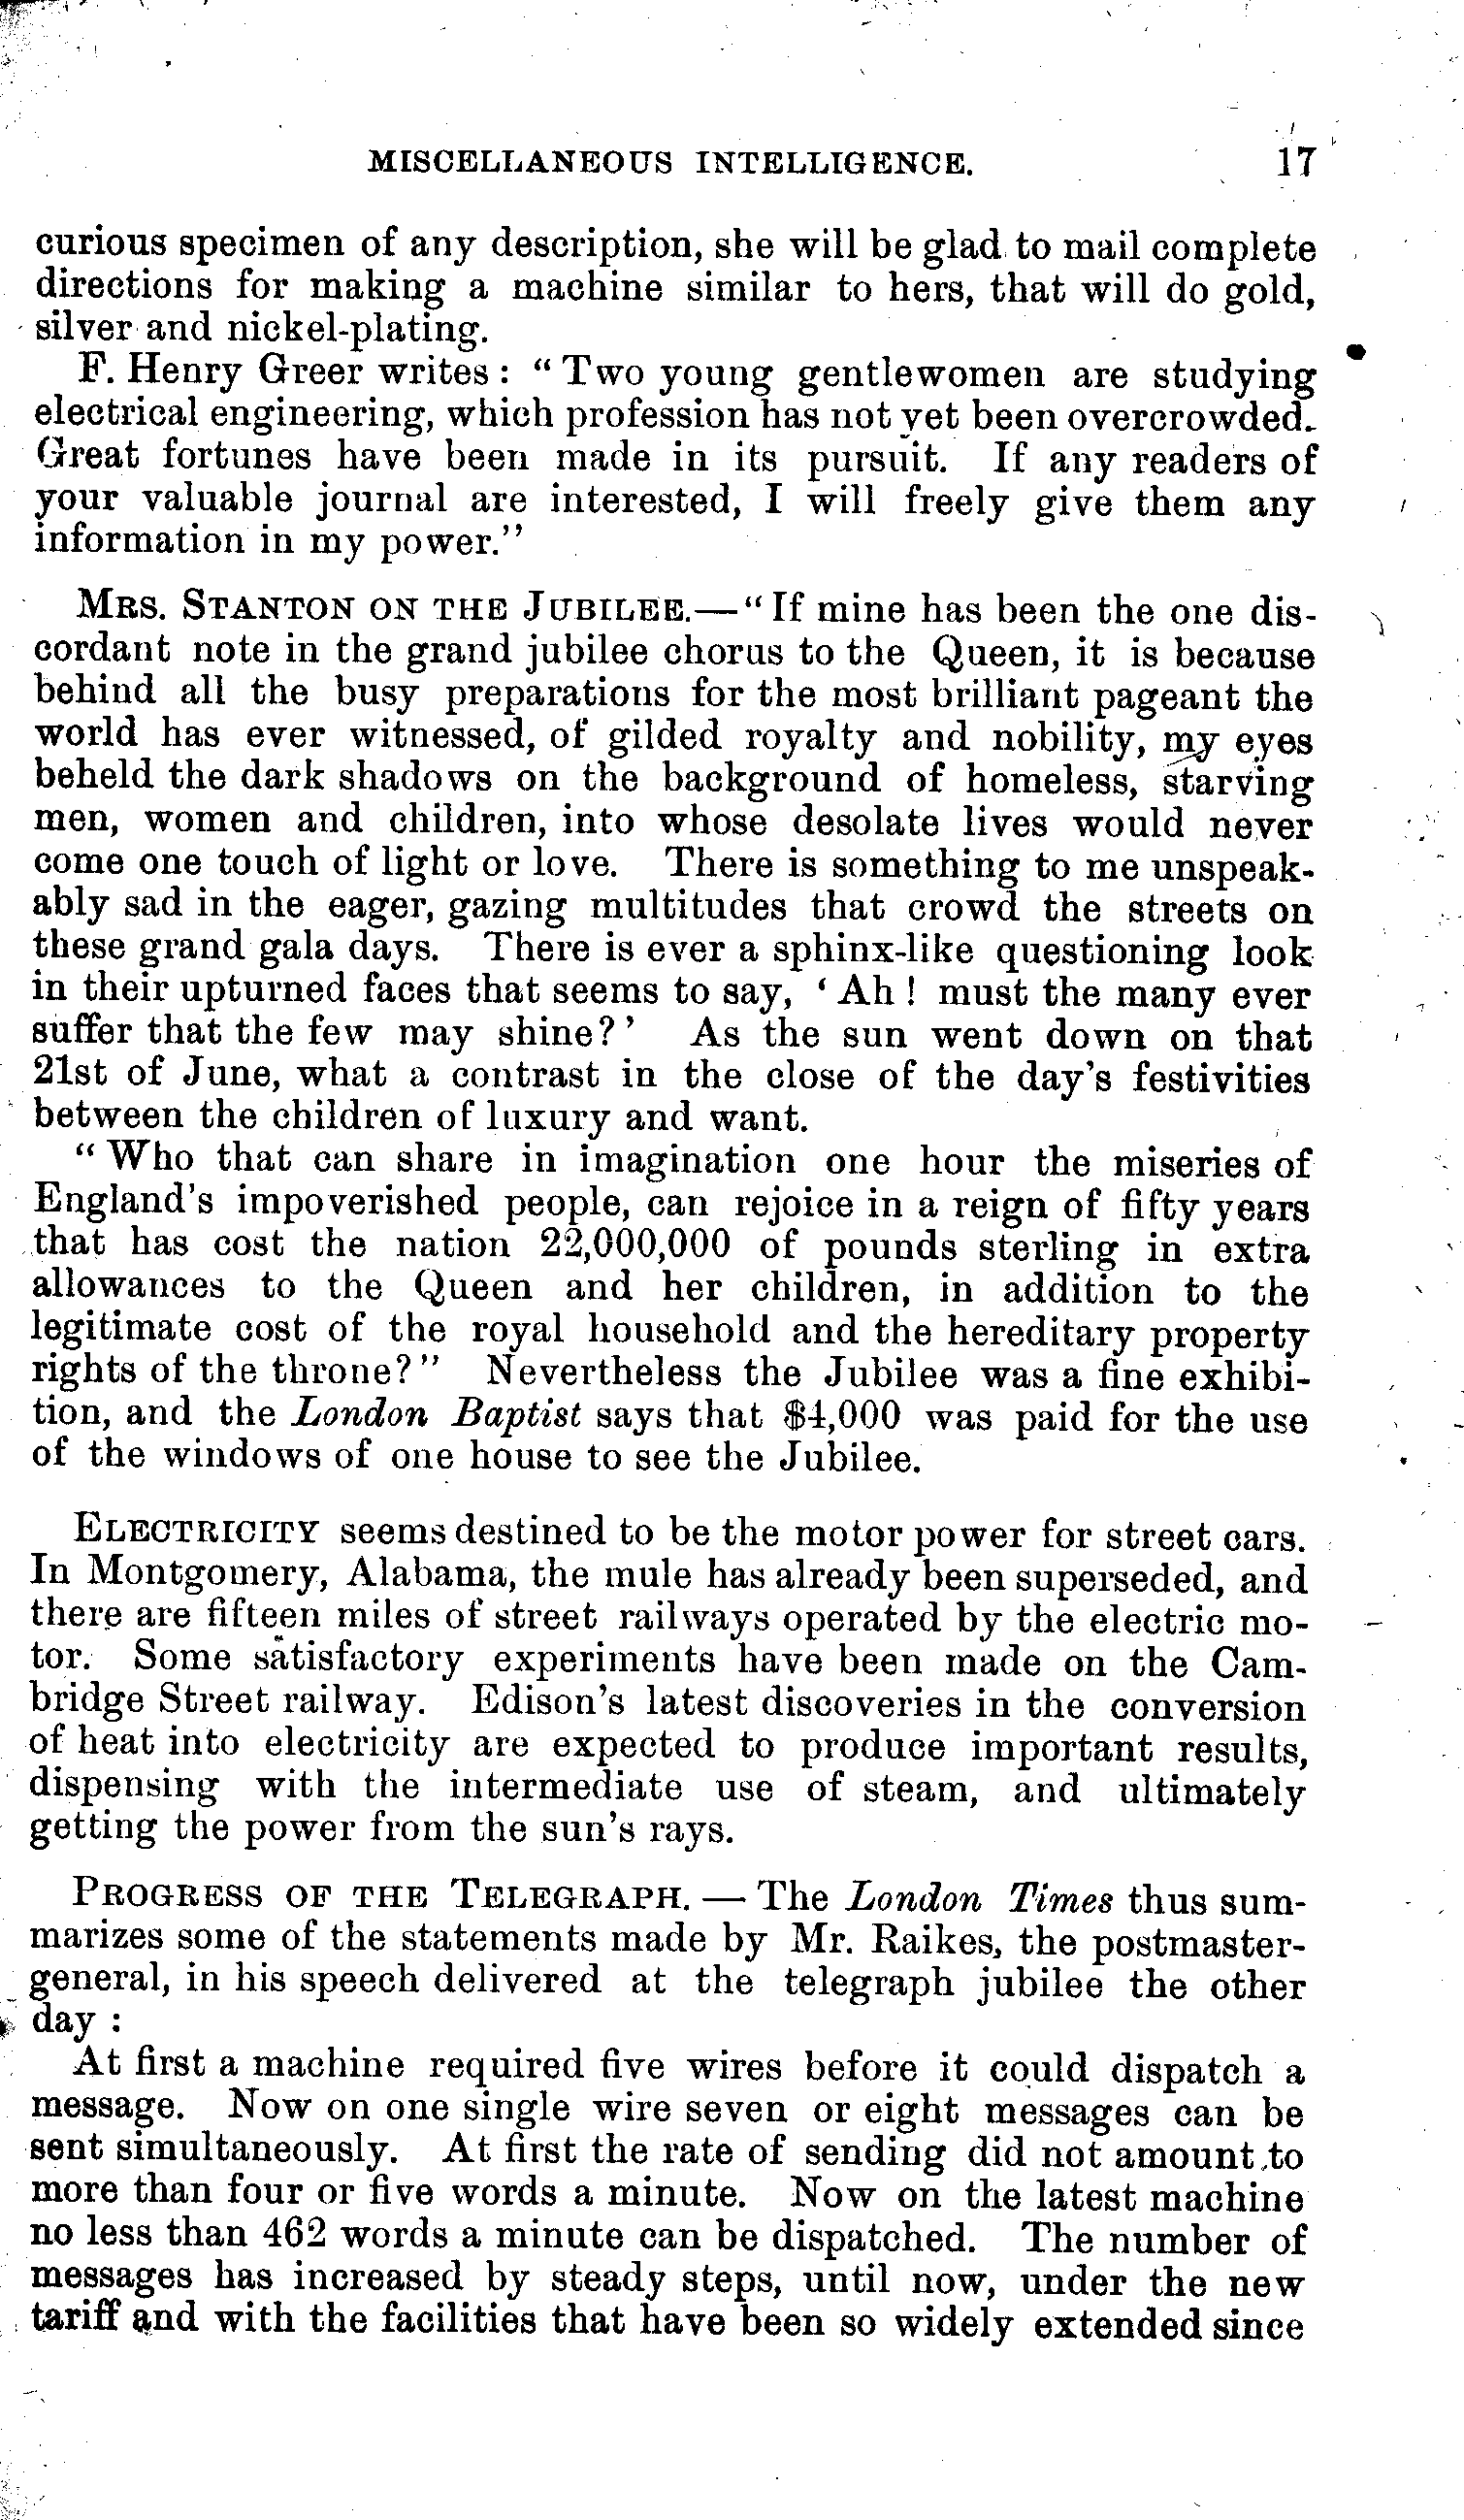 MISCELLANEOUS INTELLIGENCE. 17
curious specimen of any description, she will be glad to mail complete
directions for making a machine similar to hers, that will do gold,
silver and nickel-plating.
F. Henry Greer writes: "Two young gentlewomen are studying
electrical engineering, which profession has not yet been overcrowded.
Great fortunes have been made in its pursuit. If any readers of
your valuable journal are interested, I will freely give them any
information in my power."
MRS. STANTON ON THE JUBILEE.—"If mine has been the one dis-
cordant note in the grand jubilee chorus to the Queen, it is because
behind all the busy preparations for the most brilliant pageant the
world has ever witnessed, of gilded royalty and nobility, my eyes
beheld the dark shadows on the background of homeless, starving
men, women and children, into whose desolate lives would never
come one touch of light or love. There is something to me unspeak-
ably sad in the eager, gazing multitudes that crowd the streets on
these grand gala days. There is ever a sphinx-like questioning look
in their upturned faces that seems to say, 'Ah! must the many ever
suffer that the few may shine?' As the sun went down on that
21st of June, what a contrast in the close of the day's festivities
between the children of luxury and want.
"Who that can share in imagination one hour the miseries of
England's impoverished people, can rejoice in a reign of fifty years
that has cost the nation 22,000,000 of pounds sterling in extra
allowances to the Queen and her children, in addition to the
legitimate cost of the royal household and the hereditary property
rights of the throne?" Nevertheless the Jubilee was a fine exhibi-
tion, and the London Baptist says that $4,000 was paid for the use
of the windows of one house to see the Jubilee.
ELECTRICITY seems destined to be the motor power for street cars.
In Montgomery, Alabama, the mule has already been superseded, and
there are fifteen miles of street railways operated by the electric mo-
tor. Some satisfactory experiments have been made on the Cam-
bridge Street railway. Edison's latest discoveries in the conversion
of heat into electricity are expected to produce important results,
dispensing with the intermediate use of steam, and ultimately
getting the power from the sun's rays.
PROGRESS OF THE TELEGRAPH.—The London Times thus sum-
marizes some of the statements made by Mr. Raikes, the postmaster-
general, in his speech delivered at the telegraph jubilee the other
day:
At first a machine required five wires before it could dispatch a
message. Now on one single wire seven or eight messages can be
sent simultaneously. At first the rate of sending did not amount to
more than four or five words a minute. Now on the latest machine
no less than 462 words a minute can be dispatched. The number of
messages has increased by steady steps, until now, under the new
tariff and with the facilities that have been so widely extended since